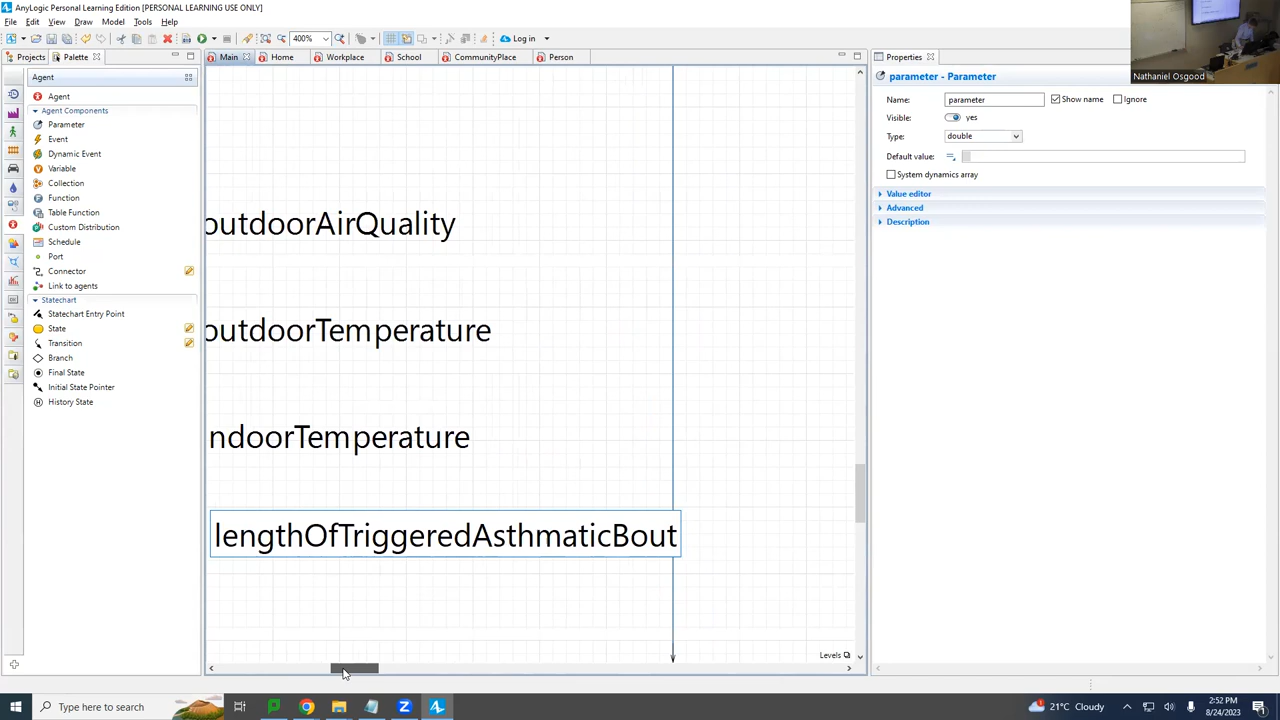 AnyLogic Personal Learning Edition [PERSONAL LEARNING USE ONLY]
File Edit View Draw Model Tools Help
400% Log in
Projects Palette
Main Home Workplace School CommunityPlace Person
Properties
Agent
Agent
Agent Components
Parameter
Event
Dynamic Event
Variable
Collection
Function
Table Function
Custom Distribution
Schedule
Port
Connector
Link to agents
Statechart
Statechart Entry Point
State
Transition
Branch
Final State
Initial State Pointer
History State
outdoorAirQuality
outdoorTemperature
ndoorTemperature
lengthOfTriggeredAsthmaticBout
Levels
parameter - Parameter
Name: parameter Show name Ignore
Visible: yes
Type: double
Default value:
System dynamics array
Value editor
Advanced
Description
Nathaniel Osgood
Type here to search
21°C Cloudy
2:52 PM
8/24/2023